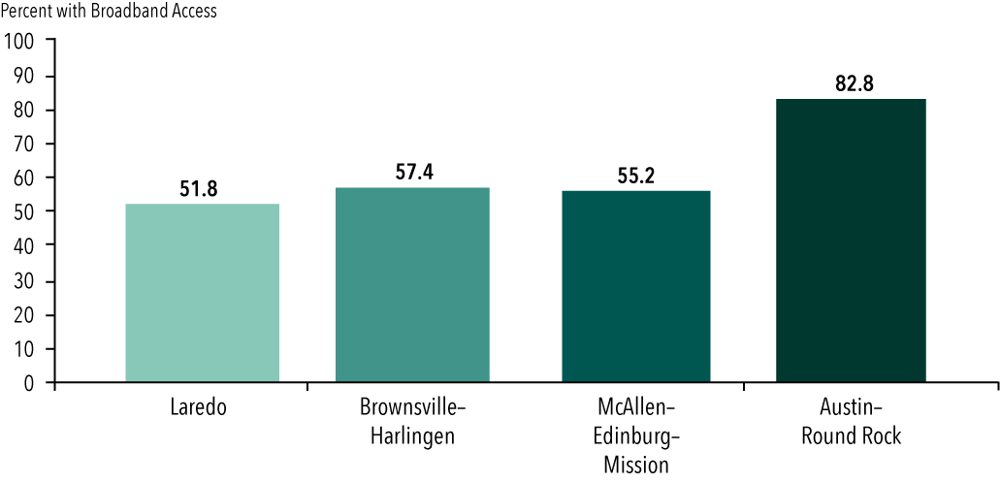 Percent with Broadband Access
100
90
80
70
60
50
40
30
20
10
0
51.8
57.4
55.2
82.8
Laredo
Brownsville–
Harlingen
McAllen–
Edinburg–
Mission
Austin–
Round Rock